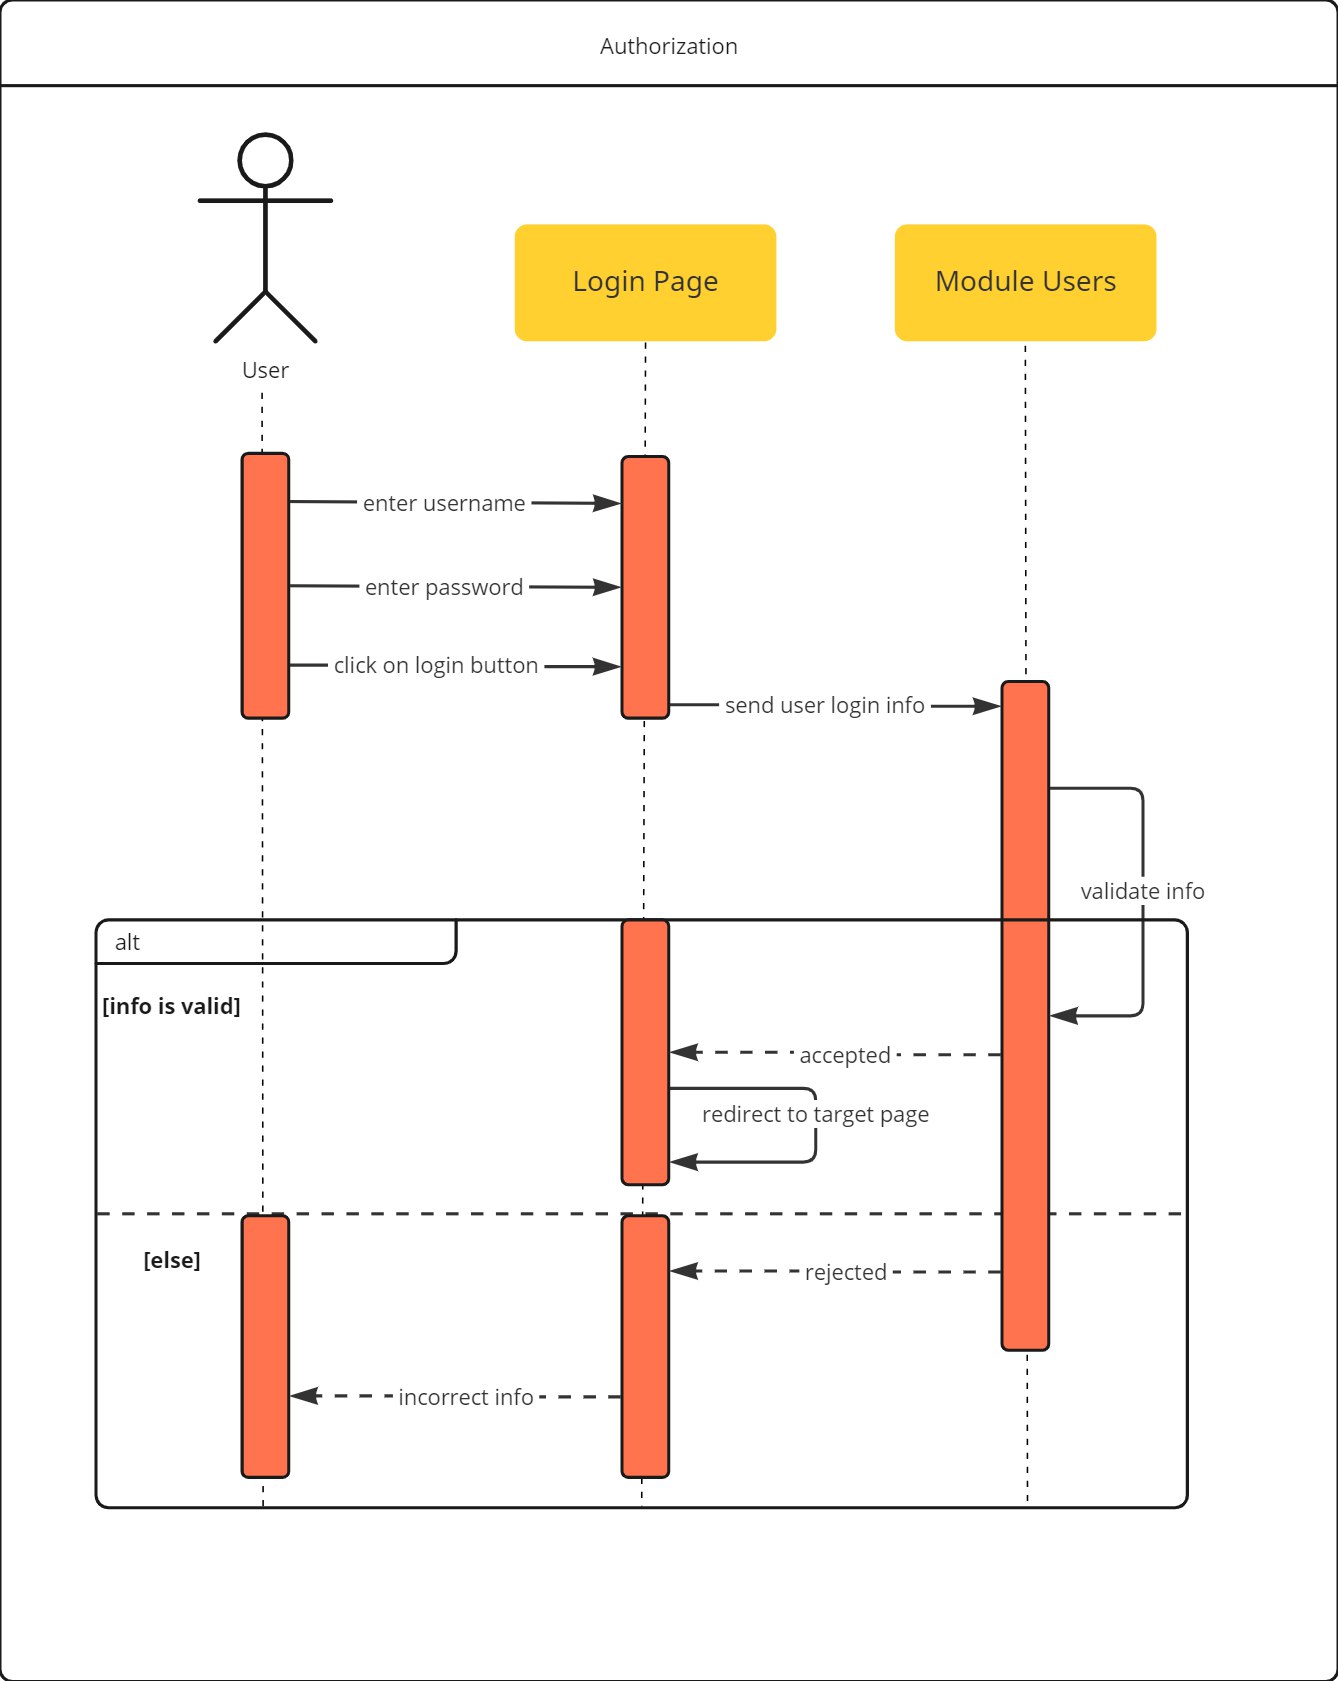 Authorization
User
Login Page
Module Users
enter username
enter password
click on login button
send user login info
validate info
alt
[info is valid]
accepted
redirect to target page
[else]
rejected
incorrect info